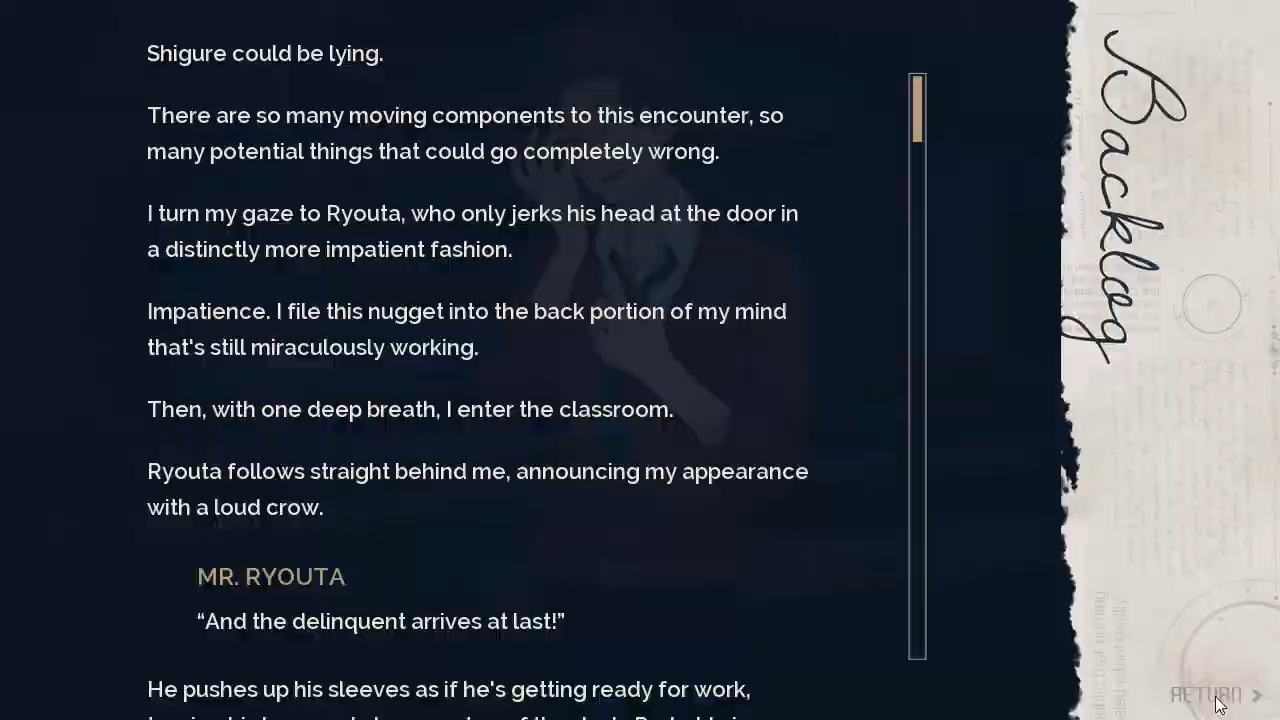 Shigure could be lying.
There are so many moving components to this encounter, so
many potential things that could go completely wrong.
I turn my gaze to Ryouta, who only jerks his head at the door in
a distinctly more impatient fashion.
Impatience. I file this nugget into the back portion of my mind
that's still miraculously working.
Then, with one deep breath, I enter the classroom.
Ryouta follows straight behind me, announcing my appearance
with a loud crow.
MR. RYOUTA
“And the delinquent arrives at last!”
He pushes up his sleeves as if he's getting ready for work,
Backlog
RETURN >